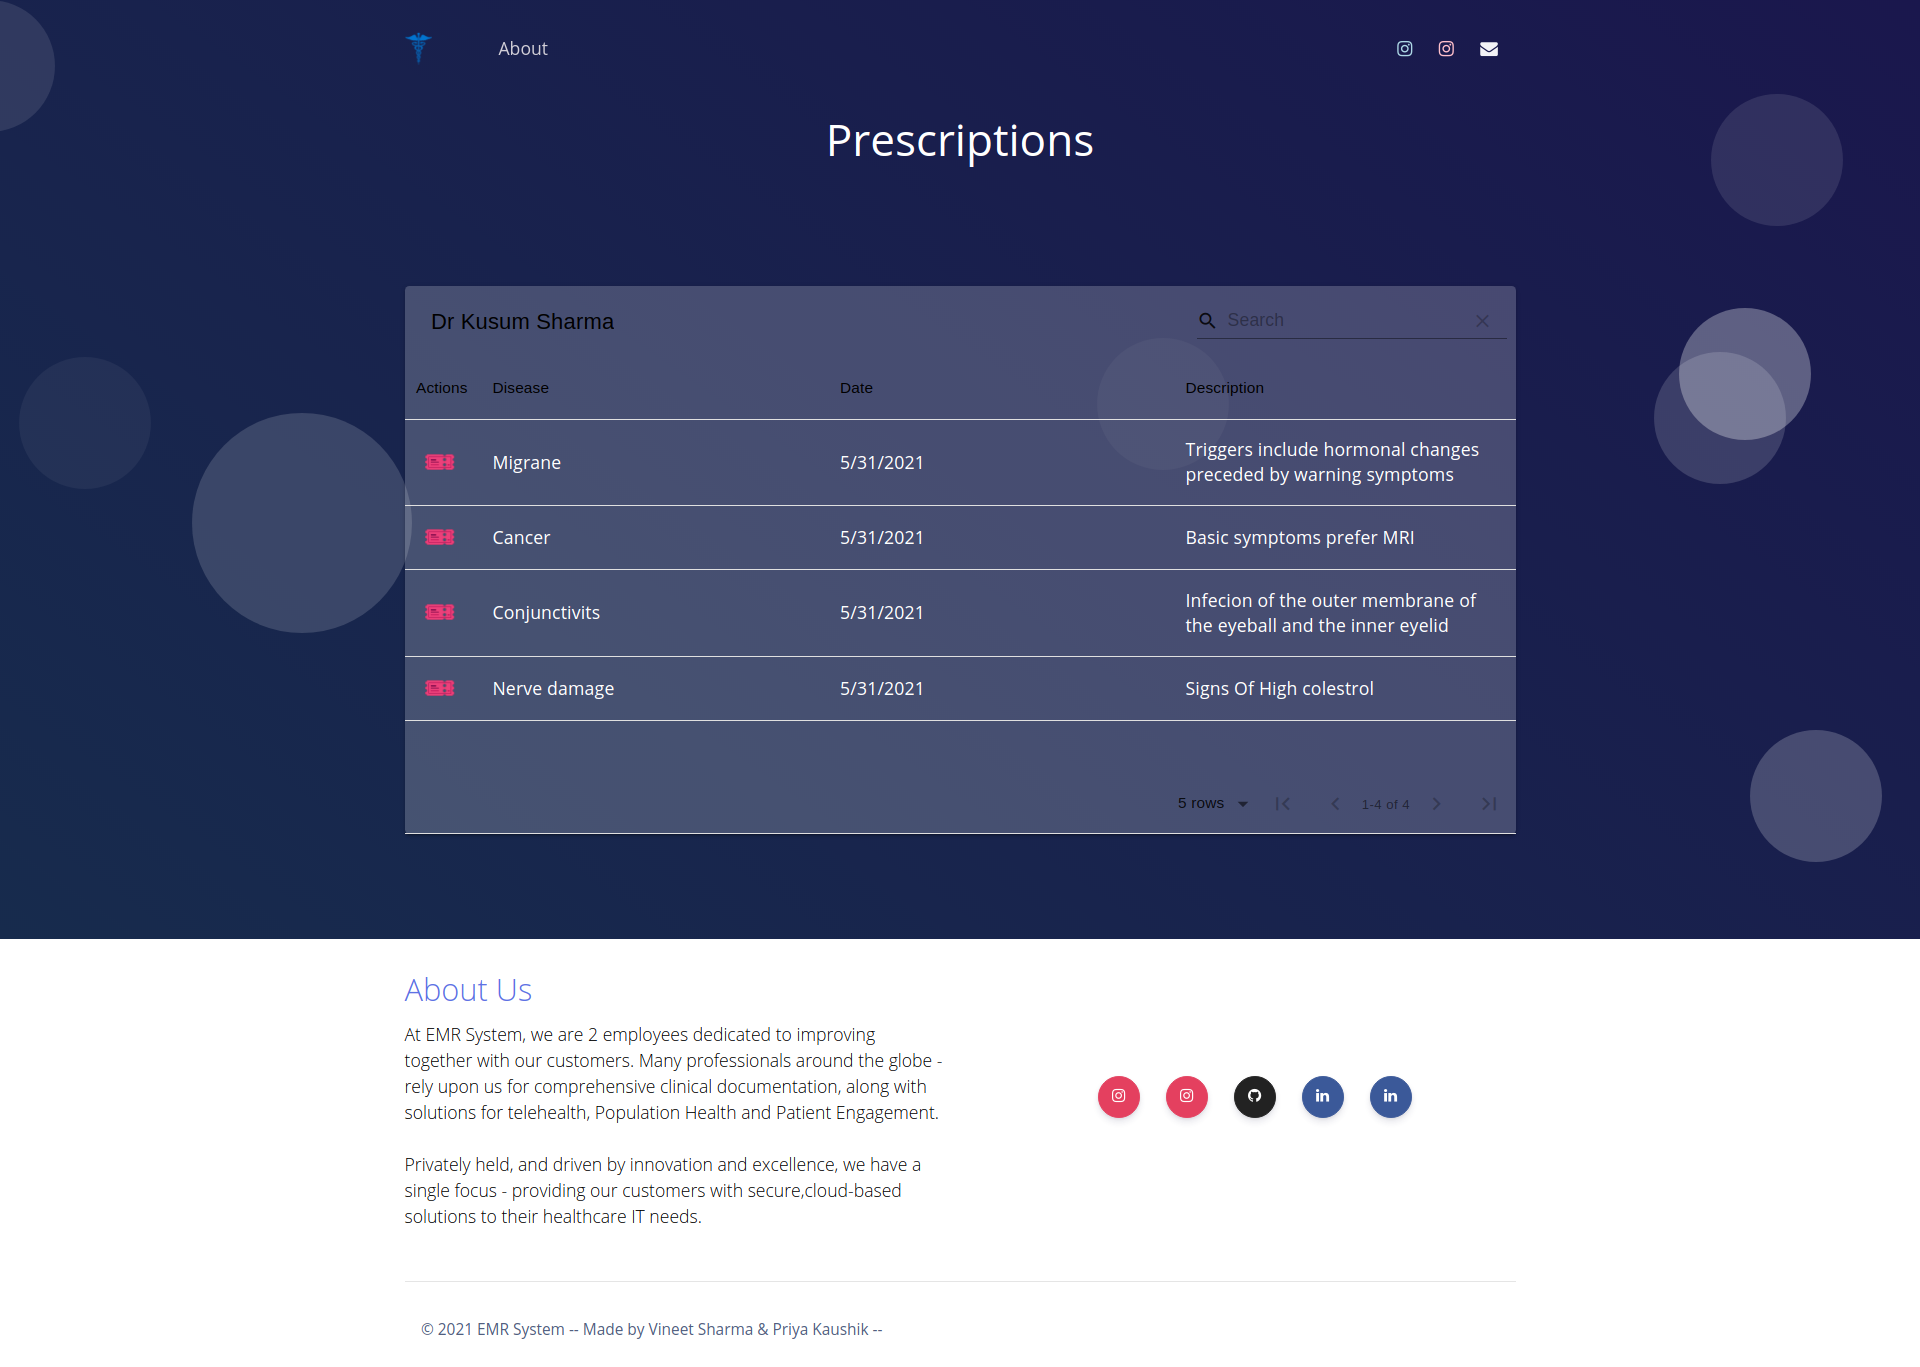 About
Prescriptions
Dr Kusum Sharma
Search
Actions Disease Date Description
Migrane 5/31/2021 Triggers include hormonal changes
preceded by warning symptoms
Cancer 5/31/2021 Basic symptoms prefer MRI
Conjunctivits 5/31/2021 Infecion of the outer membrane of
the eyeball and the inner eyelid
Nerve damage 5/31/2021 Signs Of High colestrol
5 rows 1-4 of 4
About Us
At EMR System, we are 2 employees dedicated to improving
together with our customers. Many professionals around the globe -
rely upon us for comprehensive clinical documentation, along with
solutions for telehealth, Population Health and Patient Engagement.
Privately held, and driven by innovation and excellence, we have a
single focus - providing our customers with secure,cloud-based
solutions to their healthcare IT needs.
© 2021 EMR System -- Made by Vineet Sharma & Priya Kaushik --